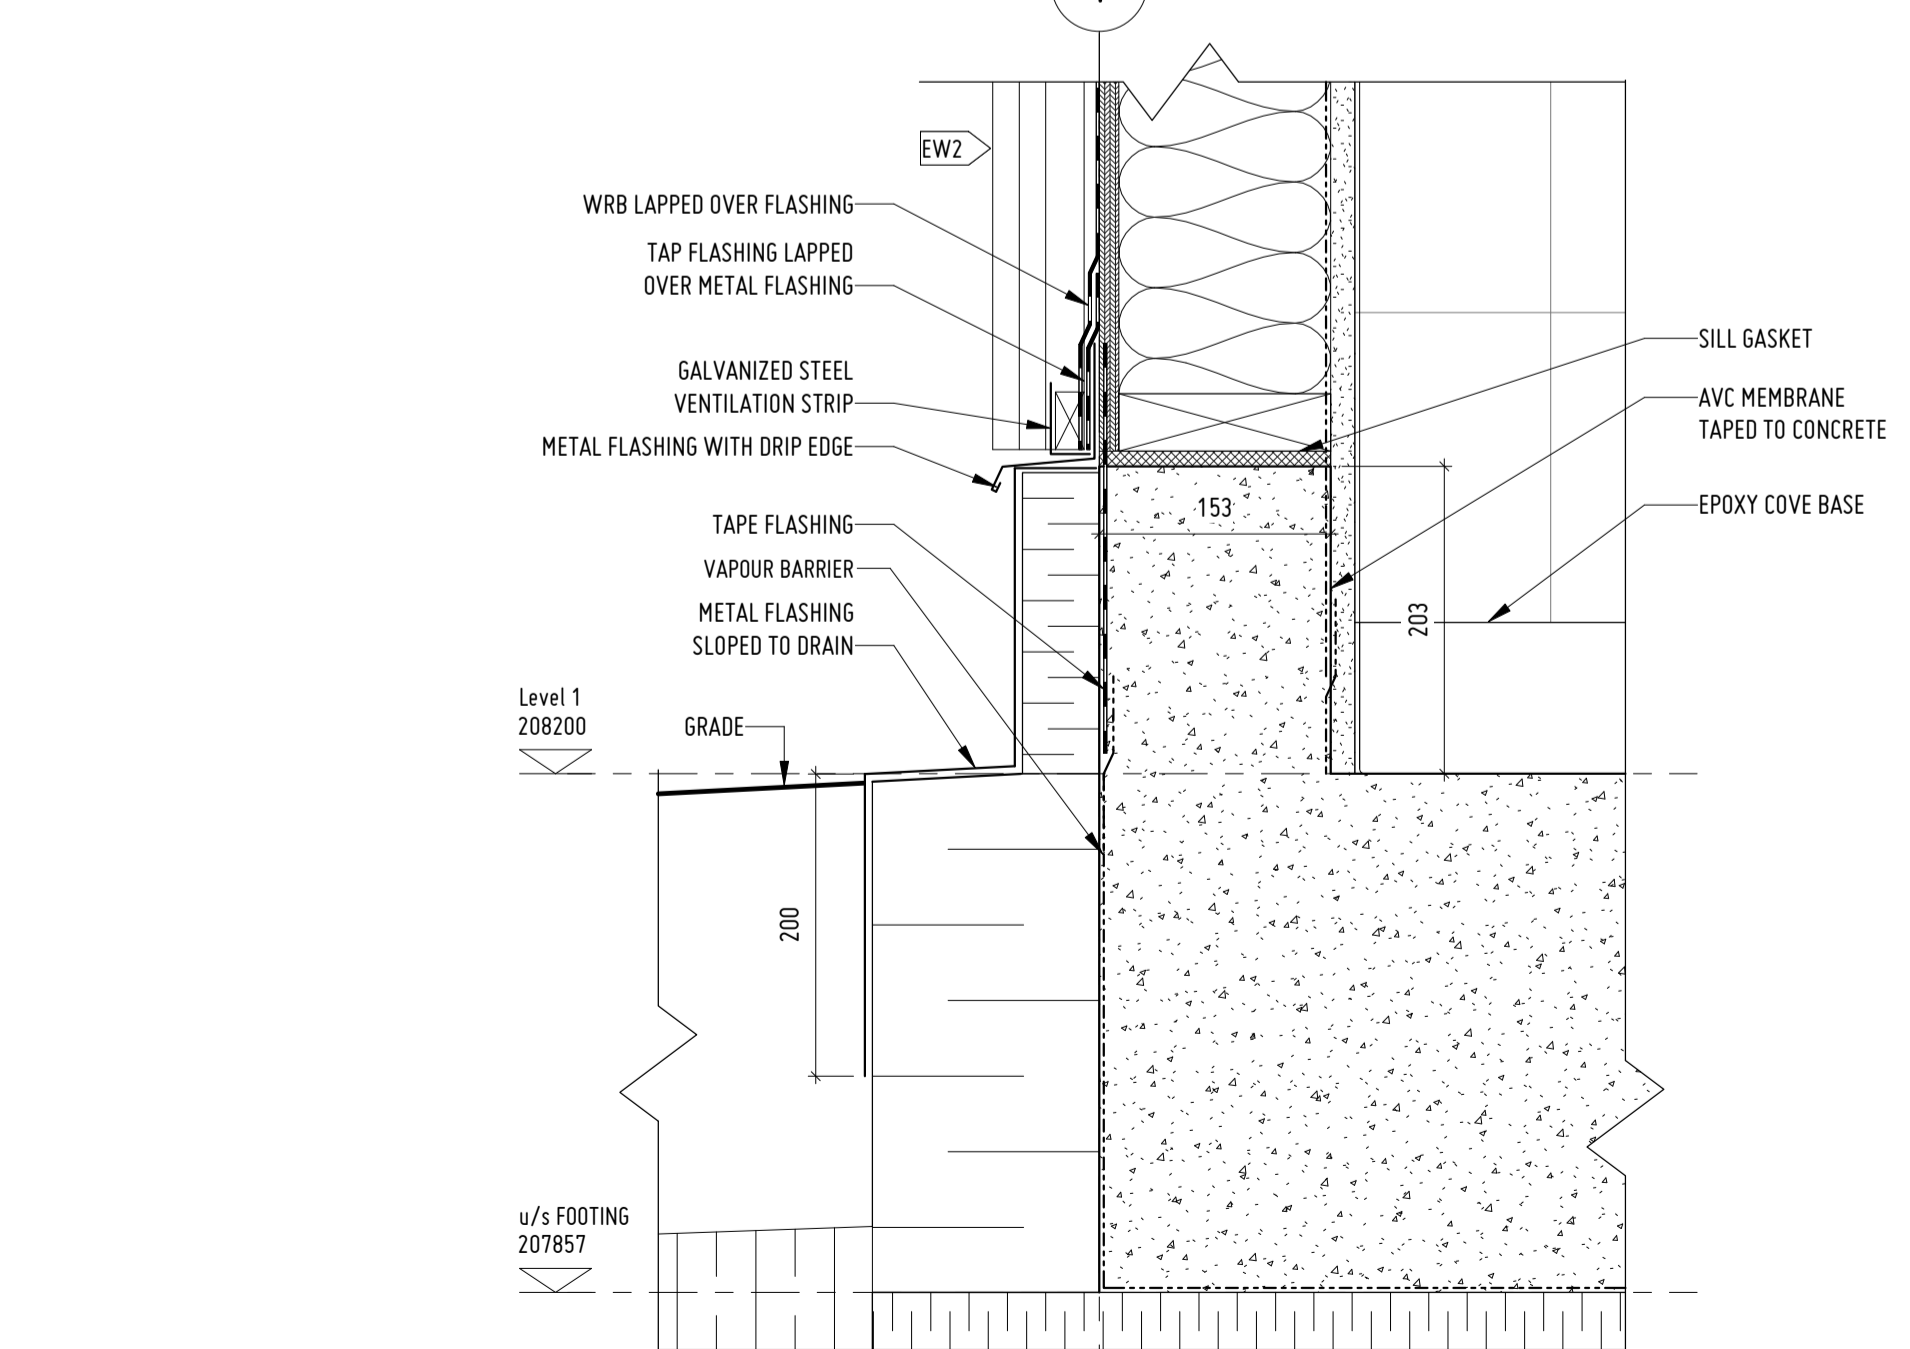 EW2
WRB LAPPED OVER FLASHING
TAP FLASHING LAPPED
OVER METAL FLASHING
GALVANIZED STEEL
VENTILATION STRIP
METAL FLASHING WITH DRIP EDGE
TAPE FLASHING
VAPOUR BARRIER
METAL FLASHING
SLOPED TO DRAIN
Level 1
208200
GRADE
200
u/s FOOTING
207857
153
203
SILL GASKET
AVC MEMBRANE
TAPED TO CONCRETE
EPOXY COVE BASE